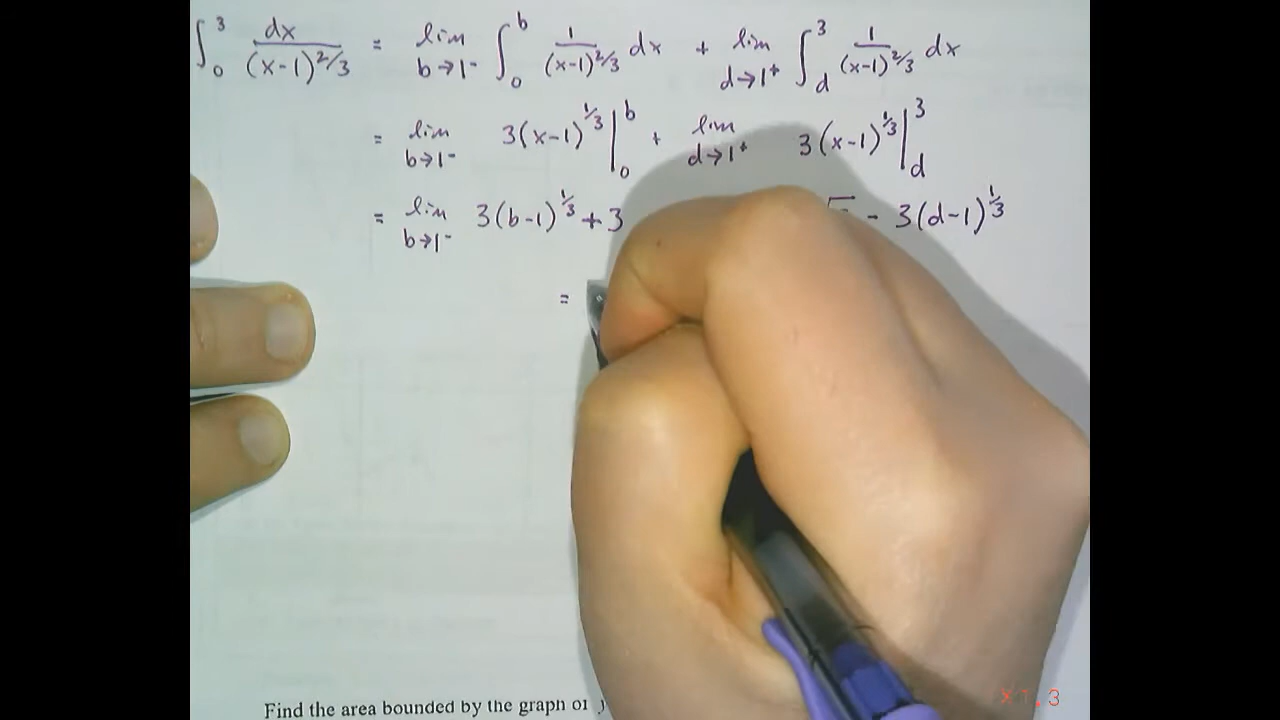 ∫₀³ dx/(x-1)^(2/3) = lim b→1⁻ ∫₀ᵇ 1/(x-1)^(2/3) dx + lim d→1⁺ ∫_d³ 1/(x-1)^(2/3) dx
= lim b→1⁻ 3(x-1)^(1/3) |₀ᵇ + lim d→1⁺ 3(x-1)^(1/3) |_d³
= lim b→1⁻ 3(b-1)^(1/3) + 3 - 3(d-1)^(1/3)
=
Find the area bounded by the graph of